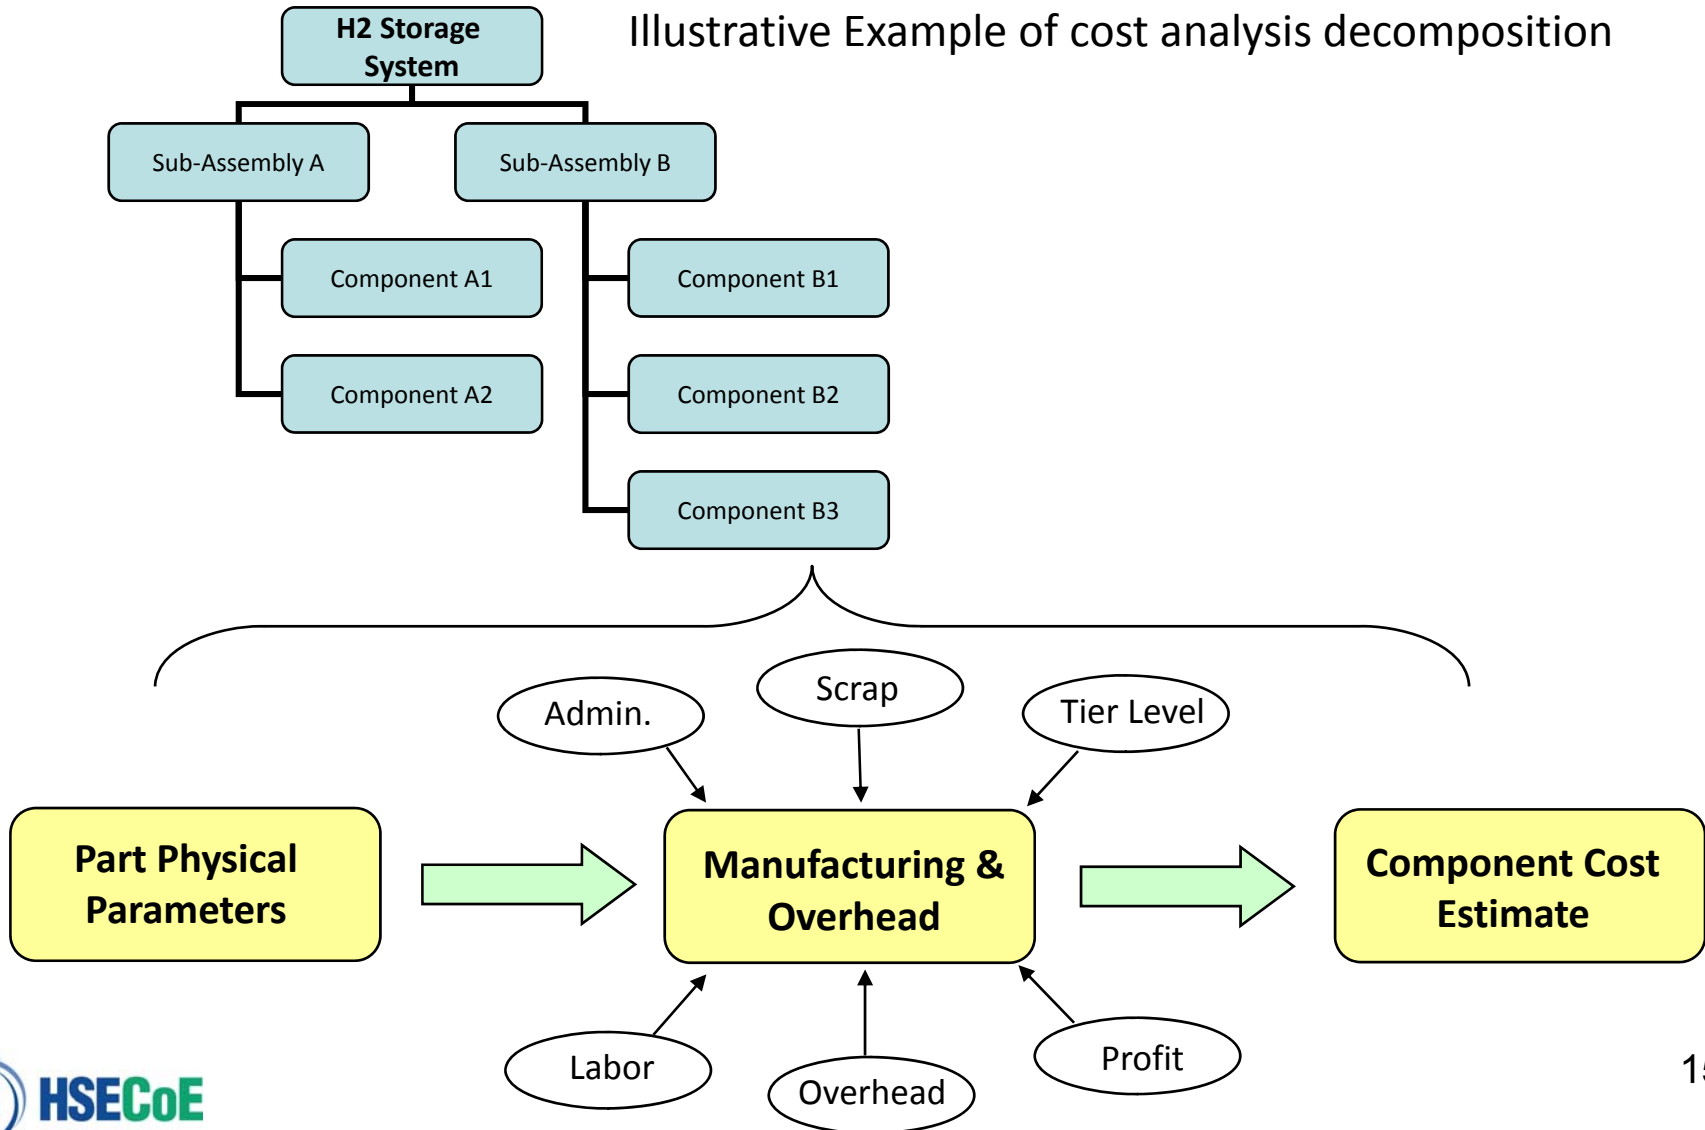 Illustrative Example of cost analysis decomposition
H2 Storage
System
Sub-Assembly A
Sub-Assembly B
Component A1
Component B1
Component A2
Component B2
Component B3
Admin.
Scrap
Tier Level
Part Physical
Parameters
Manufacturing &
Overhead
Component Cost
Estimate
Labor
Overhead
Profit
HSECoE